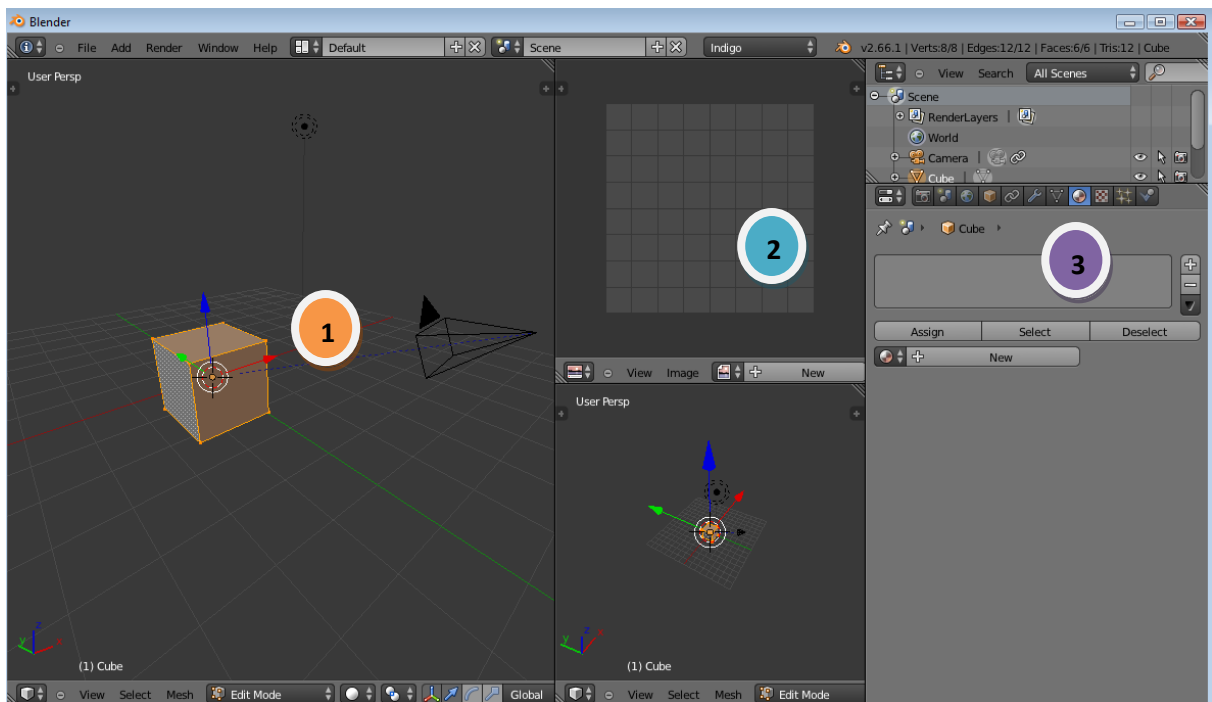 Blender
File Add Render Window Help Default Scene Indigo v2.66.1 | Verts:8/8 | Edges:12/12 | Faces:6/6 | Tris:12 | Cube
User Persp
1
y z x
(1) Cube
View Select Mesh Edit Mode Global
2
View Image New
User Persp
y z x
(1) Cube
View Select Mesh Edit Mode
View Search All Scenes
Scene
RenderLayers |
World
Camera |
Cube |
Cube
3
Assign Select Deselect
New